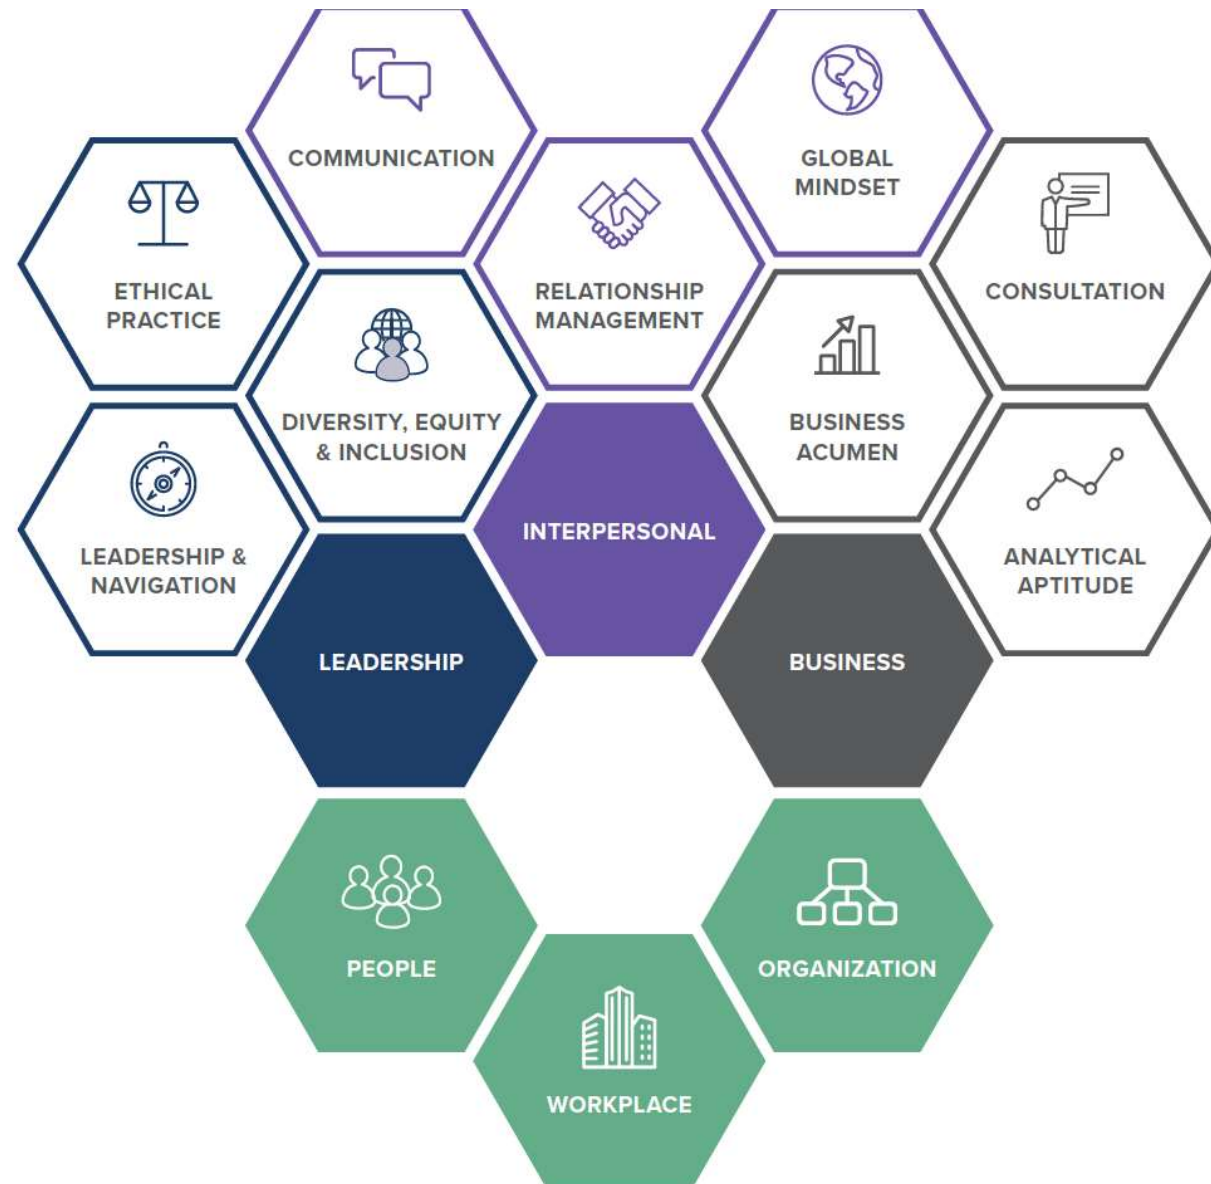 COMMUNICATION
GLOBAL
MINDSET
ETHICAL
PRACTICE
RELATIONSHIP
MANAGEMENT
CONSULTATION
DIVERSITY, EQUITY
& INCLUSION
BUSINESS
ACUMEN
LEADERSHIP &
NAVIGATION
INTERPERSONAL
ANALYTICAL
APTITUDE
LEADERSHIP
BUSINESS
PEOPLE
ORGANIZATION
WORKPLACE